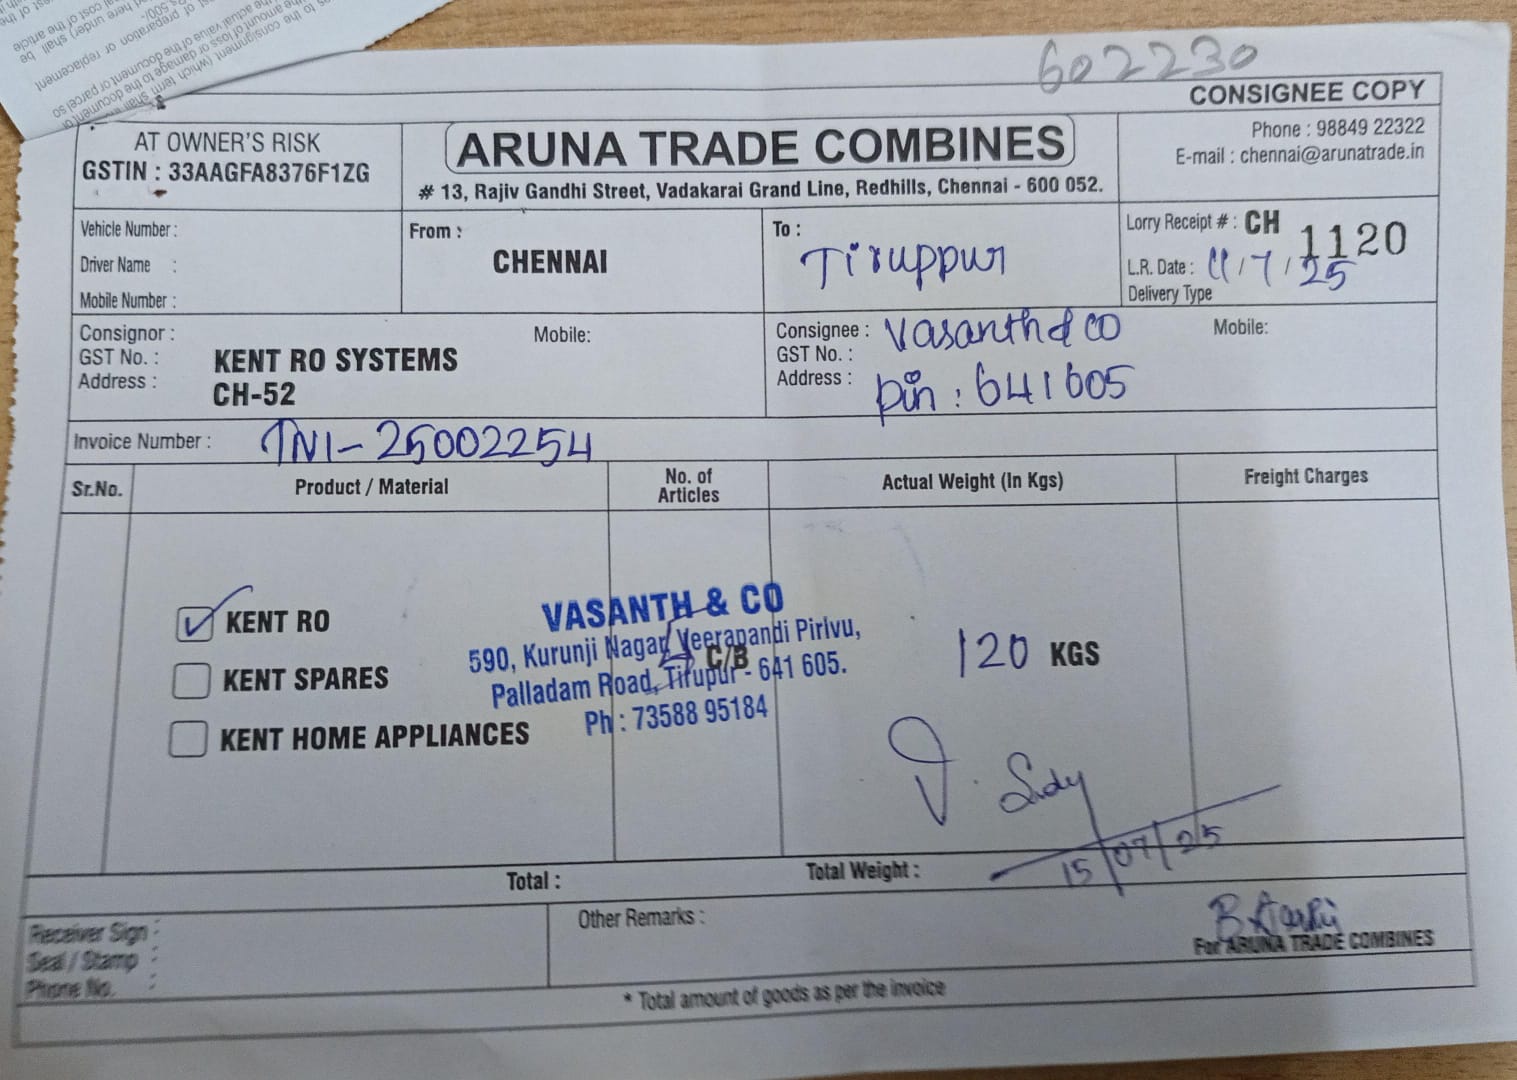 602230
CONSIGNEE COPY
AT OWNER'S RISK
GSTIN : 33AAGFA8376F1ZG
ARUNA TRADE COMBINES
# 13, Rajiv Gandhi Street, Vadakarai Grand Line, Redhills, Chennai - 600 052.
Phone : 98849 22322
E-mail : chennai@arunatrade.in
Vehicle Number :
Driver Name :
Mobile Number :
From :
CHENNAI
To :
Tiruppur
Lorry Receipt # : CH 1120
L.R. Date : 11/7/25
Delivery Type
Consignor :
Mobile:
GST No. :
Address :
KENT RO SYSTEMS
CH-52
Consignee : Vasanth & CO
Mobile:
GST No. :
Address : pin : 641605
Invoice Number : TN1-25002254
Sr.No.
Product / Material
No. of
Articles
Actual Weight (In Kgs)
Freight Charges
KENT RO
KENT SPARES
KENT HOME APPLIANCES
VASANTH & CO
590, Kurunji Nagar, Veerapandi Pirivu,
Palladam Road, Tirupur - 641 605.
Ph : 73588 95184
C/B
120 KGS
15/07/25
Total :
Total Weight :
Receiver Sign :
Seal / Stamp :
Phone No. :
Other Remarks :
For ARUNA TRADE COMBINES
* Total amount of goods as per the invoice